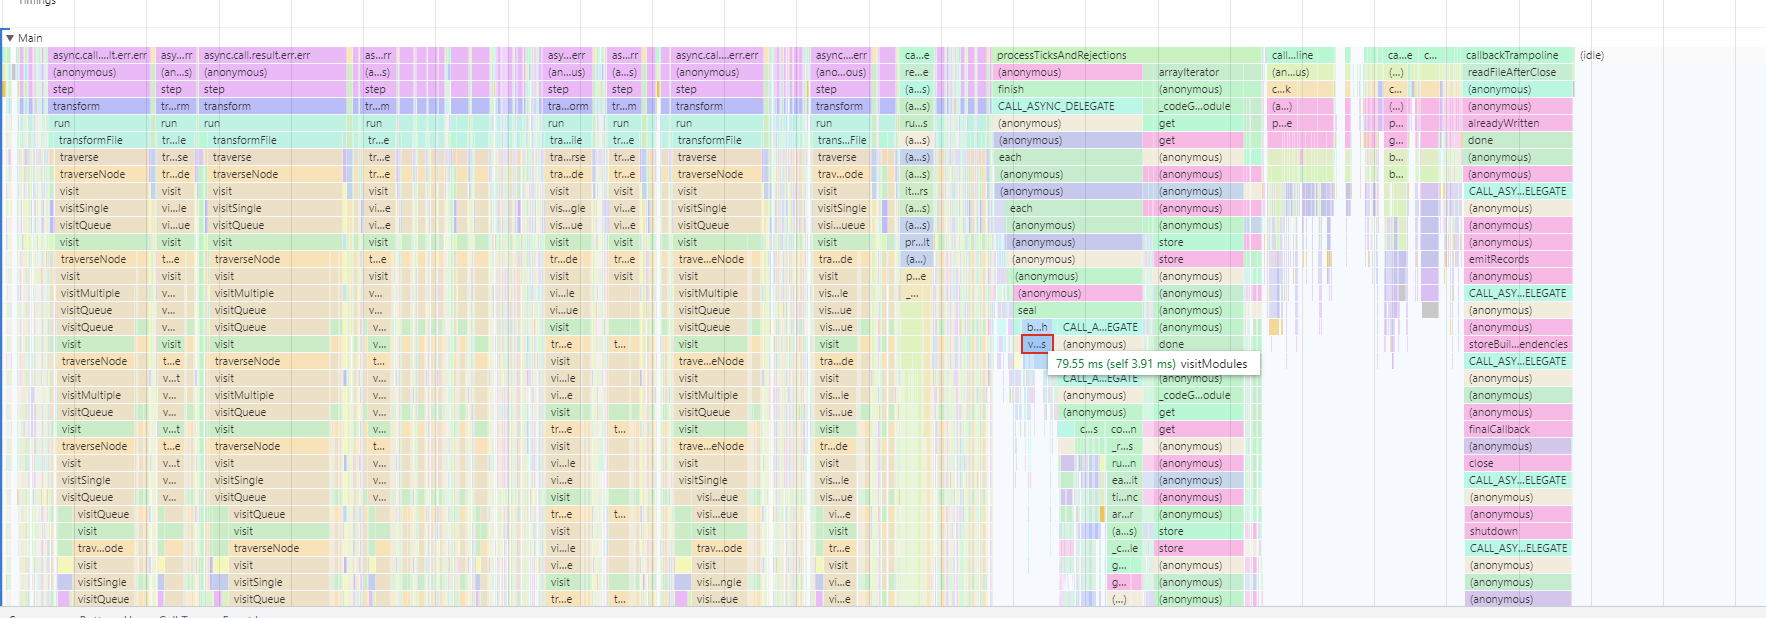 Timings
Main
async.call....lt.err.err asy...rr async.call.result.err.err as...rr asy...err as...rr async.cal...err.err async....err ca...e processTicksAndRejections call...line ca...e c... callbackTrampoline (idle)
(anonymous) (an...s) (anonymous) (a...s) (an...us) (a...s) (anonymous) (ano...ous) re...e (anonymous) arrayIterator (an...us) (...) readFileAfterClose
step step step step step step step step (a...s) finish (anonymous) c...k c... (anonymous)
transform tr...rm transform tr...m tra...orm tr...m transform transform (a...s) CALL_ASYNC_DELEGATE _codeG...odule (a...) (...) (anonymous)
run run run run run run run run ru...s (anonymous) get p...e p... alreadyWritten
transformFile tr...le transformFile tr...e tra...ile tr...e transformFile trans...File (a...s) (anonymous) get g... done
traverse tr...se traverse tr...e tra...rse tr...e traverse traverse (a...s) each (anonymous) b... (anonymous)
traverseNode tr...de traverseNode tr...e tra...de tr...e traverseNode trav...ode (a...s) (anonymous) (anonymous) b... (anonymous)
visit visit visit visit visit visit visit visit it...rs (anonymous) (anonymous) CALL_ASY...ELEGATE
visitSingle vi...le visitSingle vi...e vis...gle vi...e visitSingle visitSingle (a...s) each (anonymous) (anonymous)
visitQueue vi...ue visitQueue vi...e vis...ue vi...e visitQueue visi...ueue (a...s) (anonymous) (anonymous) (anonymous)
visit visit visit visit visit visit visit visit pr...lt (anonymous) store (anonymous)
traverseNode t...e traverseNode t...e tr...de tr...e trave...eNode tra...de (a...) (anonymous) store emitRecords
visit visit visit visit visit visit visit visit p...e (anonymous) (anonymous) (anonymous)
visitMultiple v... visitMultiple v... vi...le visitMultiple vis...le _... (anonymous) (anonymous) CALL_ASY...ELEGATE
visitQueue v... visitQueue v... vi...ue visitQueue vis...ue seal (anonymous) (anonymous)
visitQueue v... visitQueue v... visit visitQueue vis...ue b...h CALL_A...EGATE (anonymous) (anonymous)
visit visit visit v... tr...e t... visit visit v...s (anonymous) done storeBuil...endencies
traverseNode t...e traverseNode t... vi...e trave...eNode tra...de 79.55 ms (self 3.91 ms) visitModules CALL_ASY...ELEGATE
visit v...t visit v... vi...le visit visit CALL_A...EGATE (anonymous) (anonymous)
visitMultiple v... visitMultiple v... vi...e visitMultiple vis...le (anonymous) _codeG...odule (anonymous)
visitQueue v... visitQueue v... visit visitQueue vis...ue (anonymous) get (anonymous)
visit v...t visit v... tr...e t... visit visit c...s co...n get finalCallback
traverseNode t...e traverseNode t... visit trave...eNode tr...de _r...s (anonymous) (anonymous)
visit v...t visit v... vi...le visit visit ru...n (anonymous) close
visitSingle v... visitSingle v... vi...e visitSingle vis...le ea...it (anonymous) CALL_ASY...ELEGATE
visitQueue v... visitQueue v... visit visi...eue vis...ue ti...nc (anonymous) (anonymous)
visitQueue visitQueue tr...e t... visi...eue vi...e ar...r (anonymous) (anonymous)
visit visit visit visit visit (a...s) store shutdown
trav...ode traverseNode vi...le trav...ode tr...e _c...le store CALL_ASY...ELEGATE
visit visit vi...e visit visit g... (anonymous) (anonymous)
visitSingle visitSingle visit visi...ngle vi...e g... (anonymous) (anonymous)
visitQueue visitQueue tr...e t... visi...eue vi...e (...) (anonymous) (anonymous)